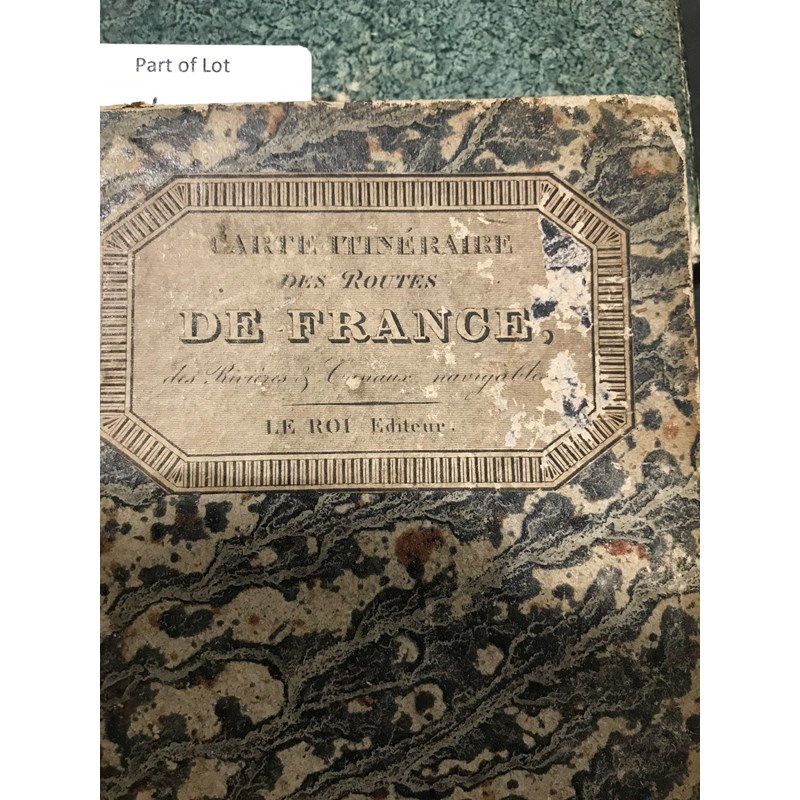 Part of Lot
CARTE ITINÉRAIRE
DES ROUTES
DE FRANCE,
des Rivières & Canaux navigables
LE ROI Editeur.